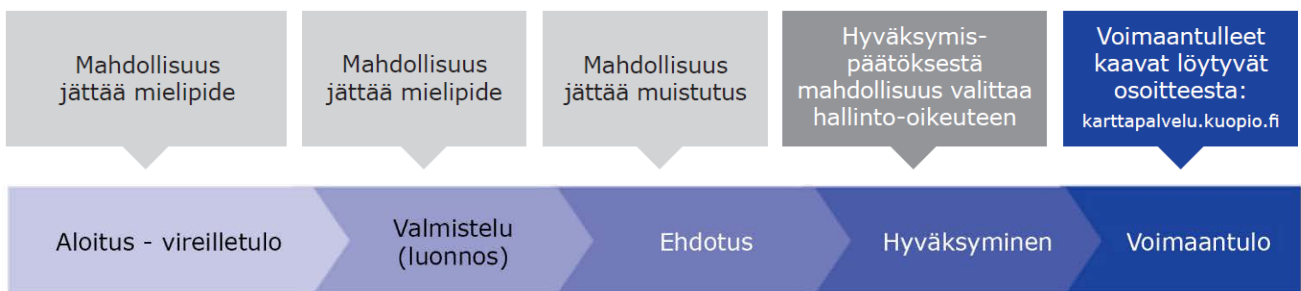 Mahdollisuus
jättää mielipide
Mahdollisuus
jättää mielipide
Mahdollisuus
jättää muistutus
Hyväksymis-
päätöksestä
mahdollisuus valittaa
hallinto-oikeuteen
Voimaantulleet
kaavat löytyvät
osoitteesta:
karttapalvelu.kuopio.fi
Aloitus - vireilletulo
Valmistelu
(luonnos)
Ehdotus
Hyväksyminen
Voimaantulo